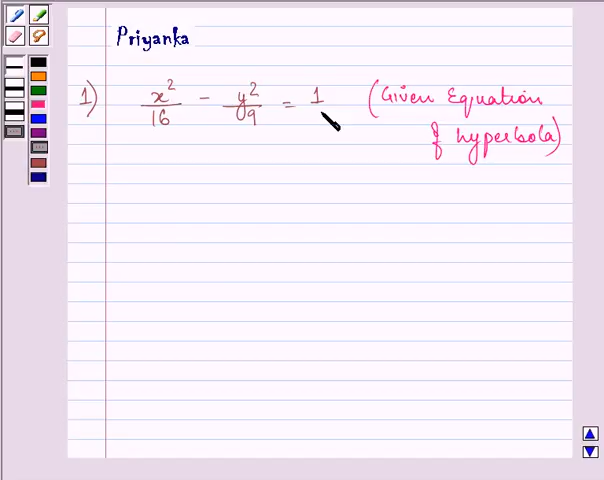 Priyanka
1) x²/16 - y²/9 = 1 (Given Equation
of hyperbola)